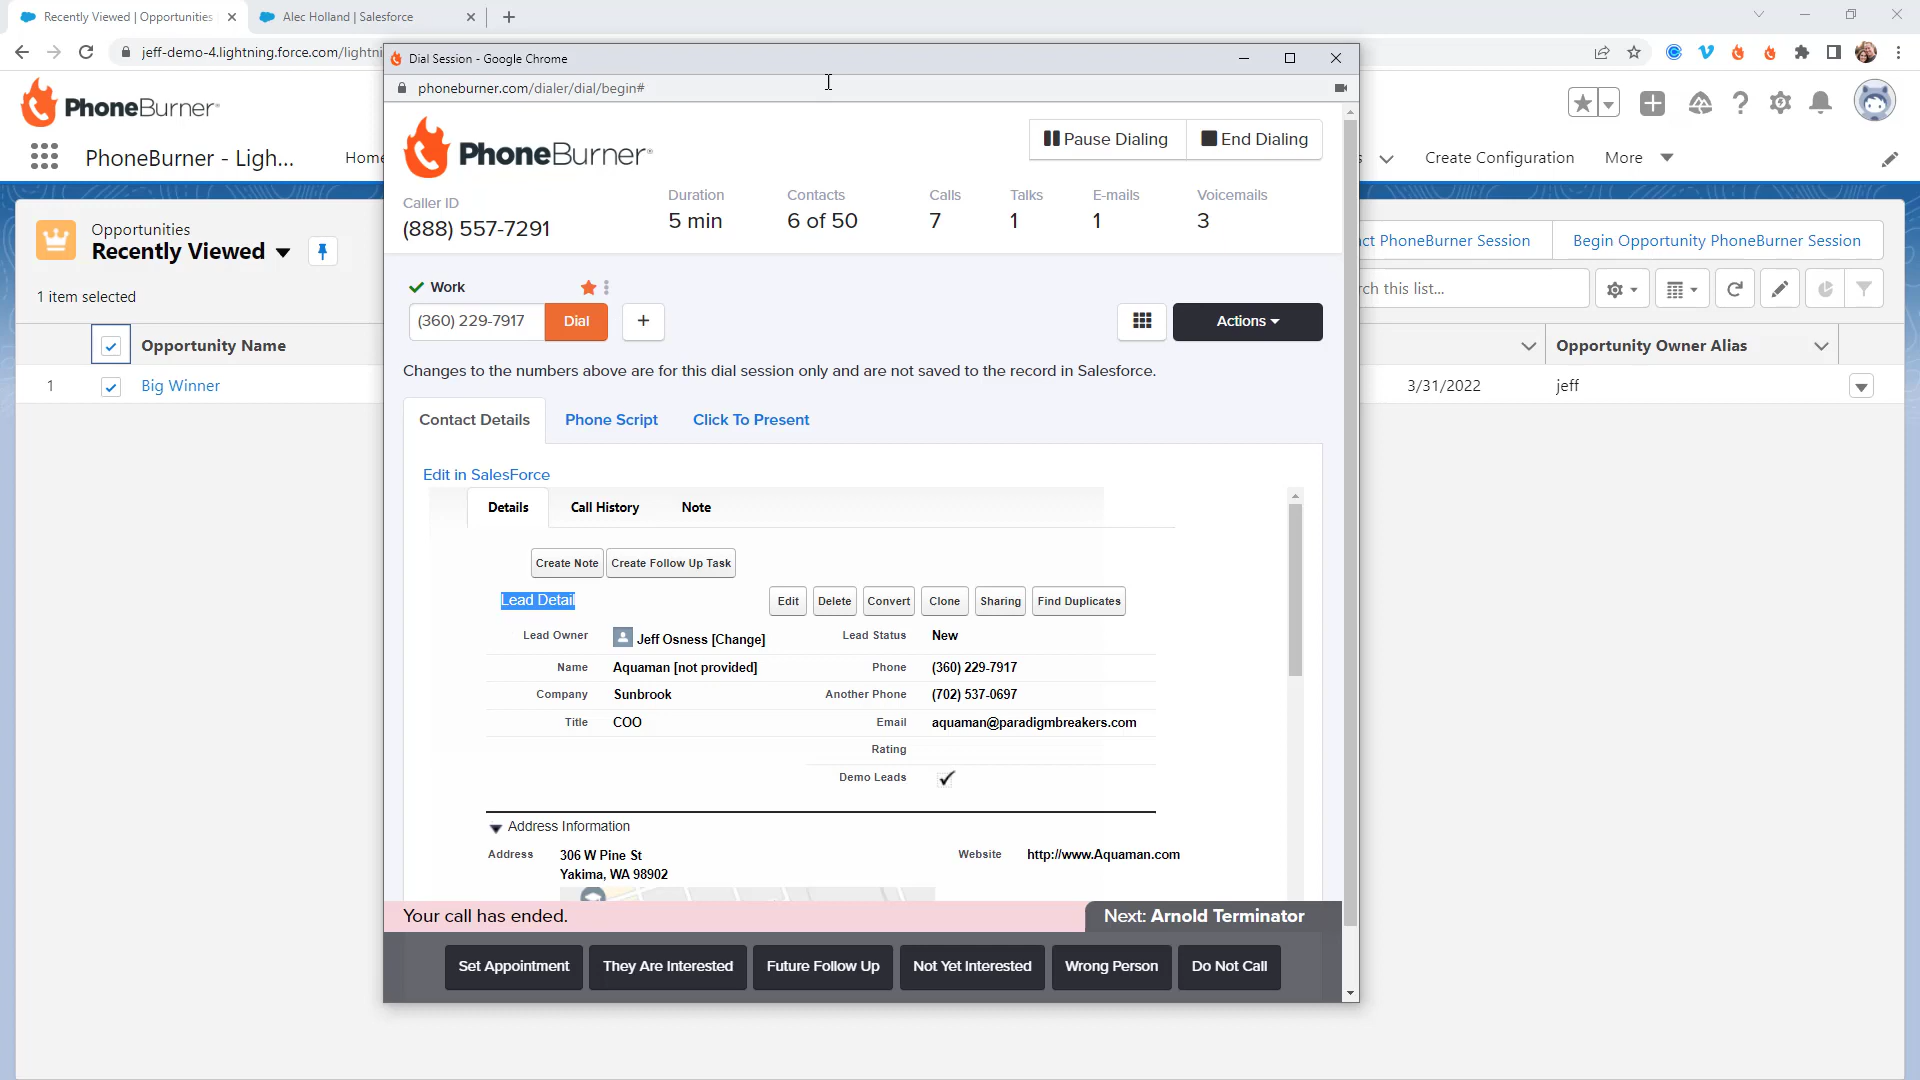 Recently Viewed | Opportunities
Alec Holland | Salesforce
jeff-demo-4.lightning.force.com/lightni
Dial Session - Google Chrome
phoneburner.com/dialer/dial/begin#
PhoneBurner
PhoneBurner - Ligh...
Home
Create Configuration
More
PhoneBurner
Pause Dialing
End Dialing
Caller ID
(888) 557-7291
Duration
5 min
Contacts
6 of 50
Calls
7
Talks
1
E-mails
1
Voicemails
3
Opportunities
Recently Viewed
1 item selected
PhoneBurner Session
Begin Opportunity PhoneBurner Session
this list...
Opportunity Name
Opportunity Owner Alias
1
Big Winner
3/31/2022
jeff
Work
(360) 229-7917
Dial
+
Actions
Changes to the numbers above are for this dial session only and are not saved to the record in Salesforce.
Contact Details
Phone Script
Click To Present
Edit in SalesForce
Details
Call History
Note
Create Note
Create Follow Up Task
Lead Detail
Edit
Delete
Convert
Clone
Sharing
Find Duplicates
Lead Owner
Jeff Osness [Change]
Lead Status
New
Name
Aquaman [not provided]
Phone
(360) 229-7917
Company
Sunbrook
Another Phone
(702) 537-0697
Title
COO
Email
aquaman@paradigmbreakers.com
Rating
Demo Leads
Address Information
Address
306 W Pine St
Yakima, WA 98902
Website
http://www.Aquaman.com
Your call has ended.
Next: Arnold Terminator
Set Appointment
They Are Interested
Future Follow Up
Not Yet Interested
Wrong Person
Do Not Call